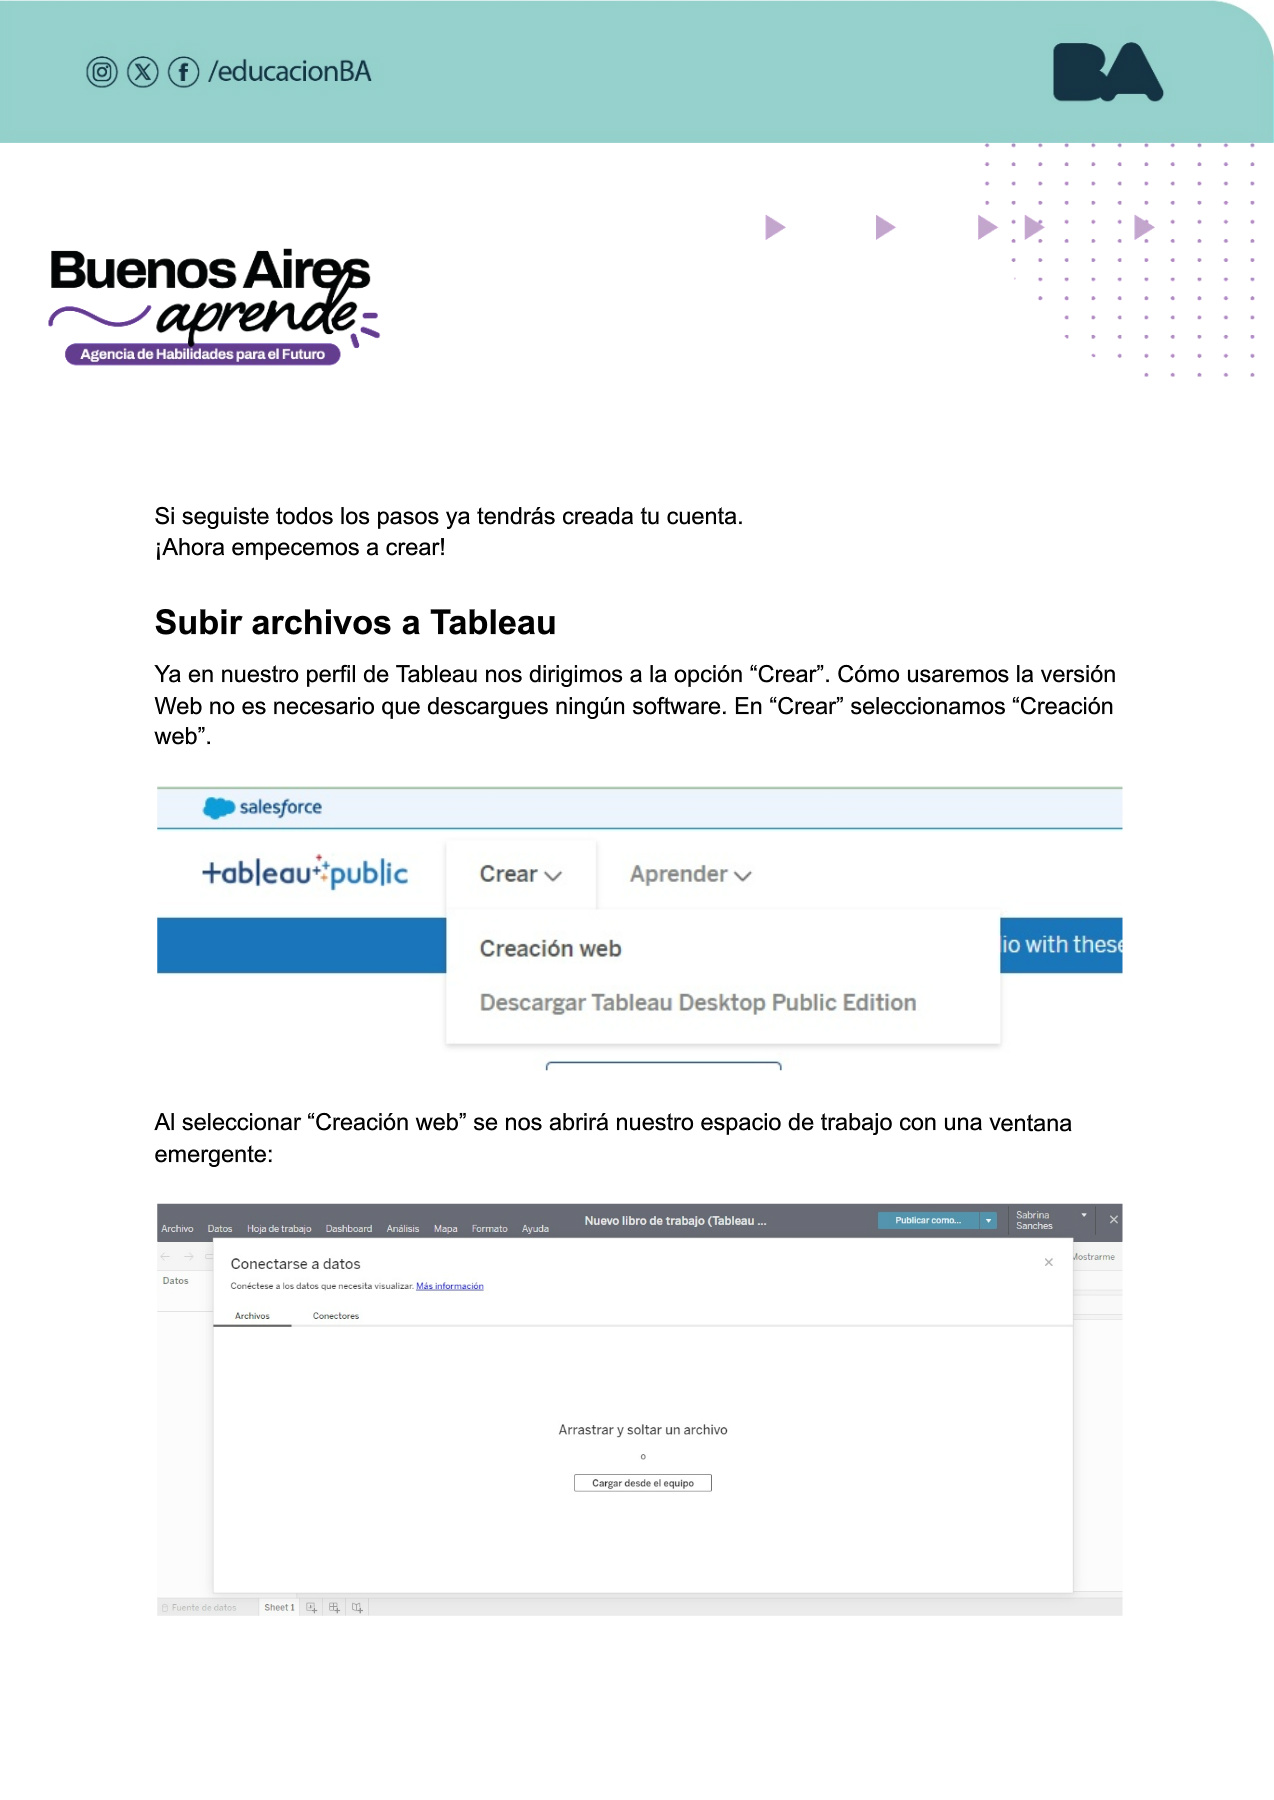 /educacionBA
BA
Buenos Aires
aprende
Agencia de Habilidades para el Futuro
Si seguiste todos los pasos ya tendrás creada tu cuenta.
¡Ahora empecemos a crear!
Subir archivos a Tableau
Ya en nuestro perfil de Tableau nos dirigimos a la opción “Crear”. Cómo usaremos la versión
Web no es necesario que descargues ningún software. En “Crear” seleccionamos “Creación
web”.
salesforce
+ableau public
Crear
Aprender
Creación web
io with these
Descargar Tableau Desktop Public Edition
Al seleccionar “Creación web” se nos abrirá nuestro espacio de trabajo con una ventana
emergente:
Archivo Datos Hoja de trabajo Dashboard Análisis Mapa Formato Ayuda
Nuevo libro de trabajo (Tableau ...
Publicar como...
Sabrina
Sanches
Mostrarme
Datos
Conectarse a datos
Conéctese a los datos que necesita visualizar. Más información
Archivos Conectores
Arrastrar y soltar un archivo
o
Cargar desde el equipo
Fuente de datos
Sheet 1